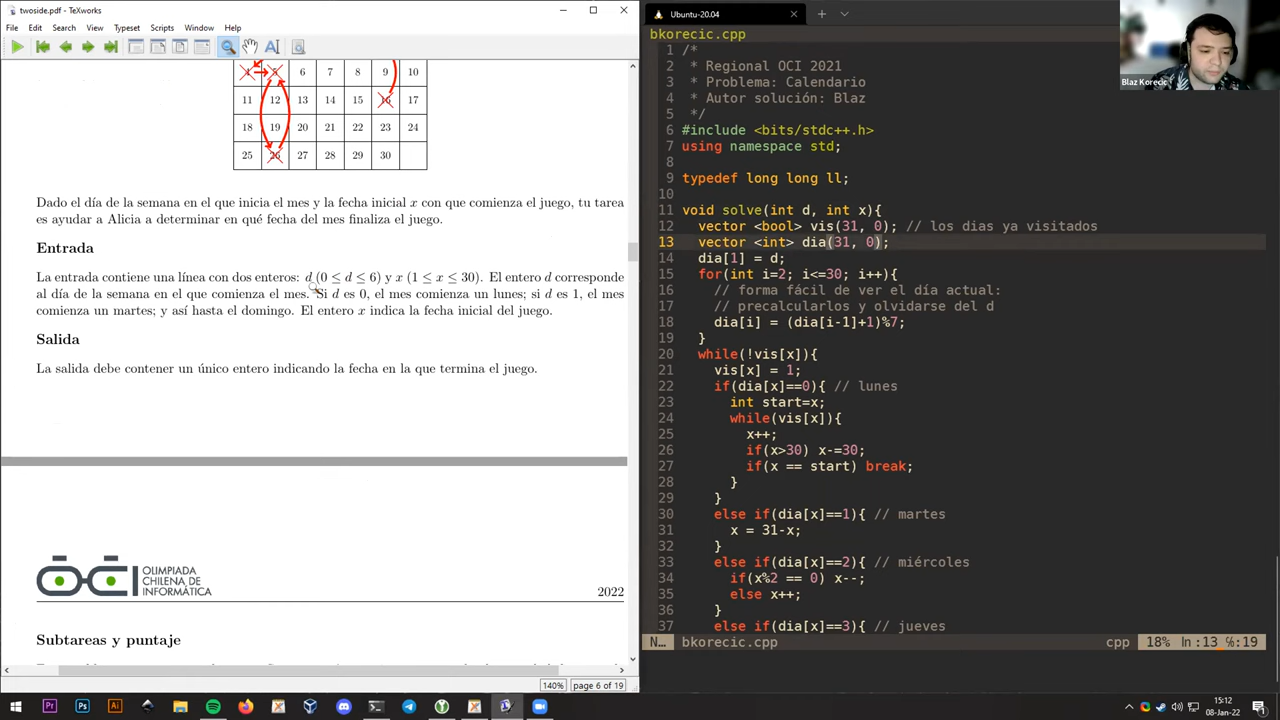 twoside.pdf - TeXworks
File Edit Search View Typeset Scripts Window Help
5 6 7 8 9 10
11 12 13 14 15 16 17
18 19 20 21 22 23 24
25 26 27 28 29 30
Dado el día de la semana en el que inicia el mes y la fecha inicial x con que comienza el juego, tu tarea
es ayudar a Alicia a determinar en qué fecha del mes finaliza el juego.
Entrada
La entrada contiene una línea con dos enteros: d (0 ≤ d ≤ 6) y x (1 ≤ x ≤ 30). El entero d corresponde
al día de la semana en el que comienza el mes. Si d es 0, el mes comienza un lunes; si d es 1, el mes
comienza un martes; y así hasta el domingo. El entero x indica la fecha inicial del juego.
Salida
La salida debe contener un único entero indicando la fecha en la que termina el juego.
OCI OLIMPIADA
CHILENA DE
INFORMÁTICA
2022
Subtareas y puntaje
140% page 6 of 19
Ubuntu-20.04
bkorecic.cpp
1 /*
2 * Regional OCI 2021
3 * Problema: Calendario
4 * Autor solución: Blaz
5 */
6 #include <bits/stdc++.h>
7 using namespace std;
8
9 typedef long long ll;
10
11 void solve(int d, int x){
12 vector <bool> vis(31, 0); // los dias ya visitados
13 vector <int> dia(31, 0);
14 dia[1] = d;
15 for(int i=2; i<=30; i++){
16 // forma fácil de ver el día actual:
17 // precalcularlos y olvidarse del d
18 dia[i] = (dia[i-1]+1)%7;
19 }
20 while(!vis[x]){
21 vis[x] = 1;
22 if(dia[x]==0){ // lunes
23 int start=x;
24 while(vis[x]){
25 x++;
26 if(x>30) x-=30;
27 if(x == start) break;
28 }
29 }
30 else if(dia[x]==1){ // martes
31 x = 31-x;
32 }
33 else if(dia[x]==2){ // miércoles
34 if(x%2 == 0) x--;
35 else x++;
36 }
37 else if(dia[x]==3){ // jueves
N… bkorecic.cpp cpp 18% ln:13 ℅:19
Blaz Korecic
15:12
08-Jan-22